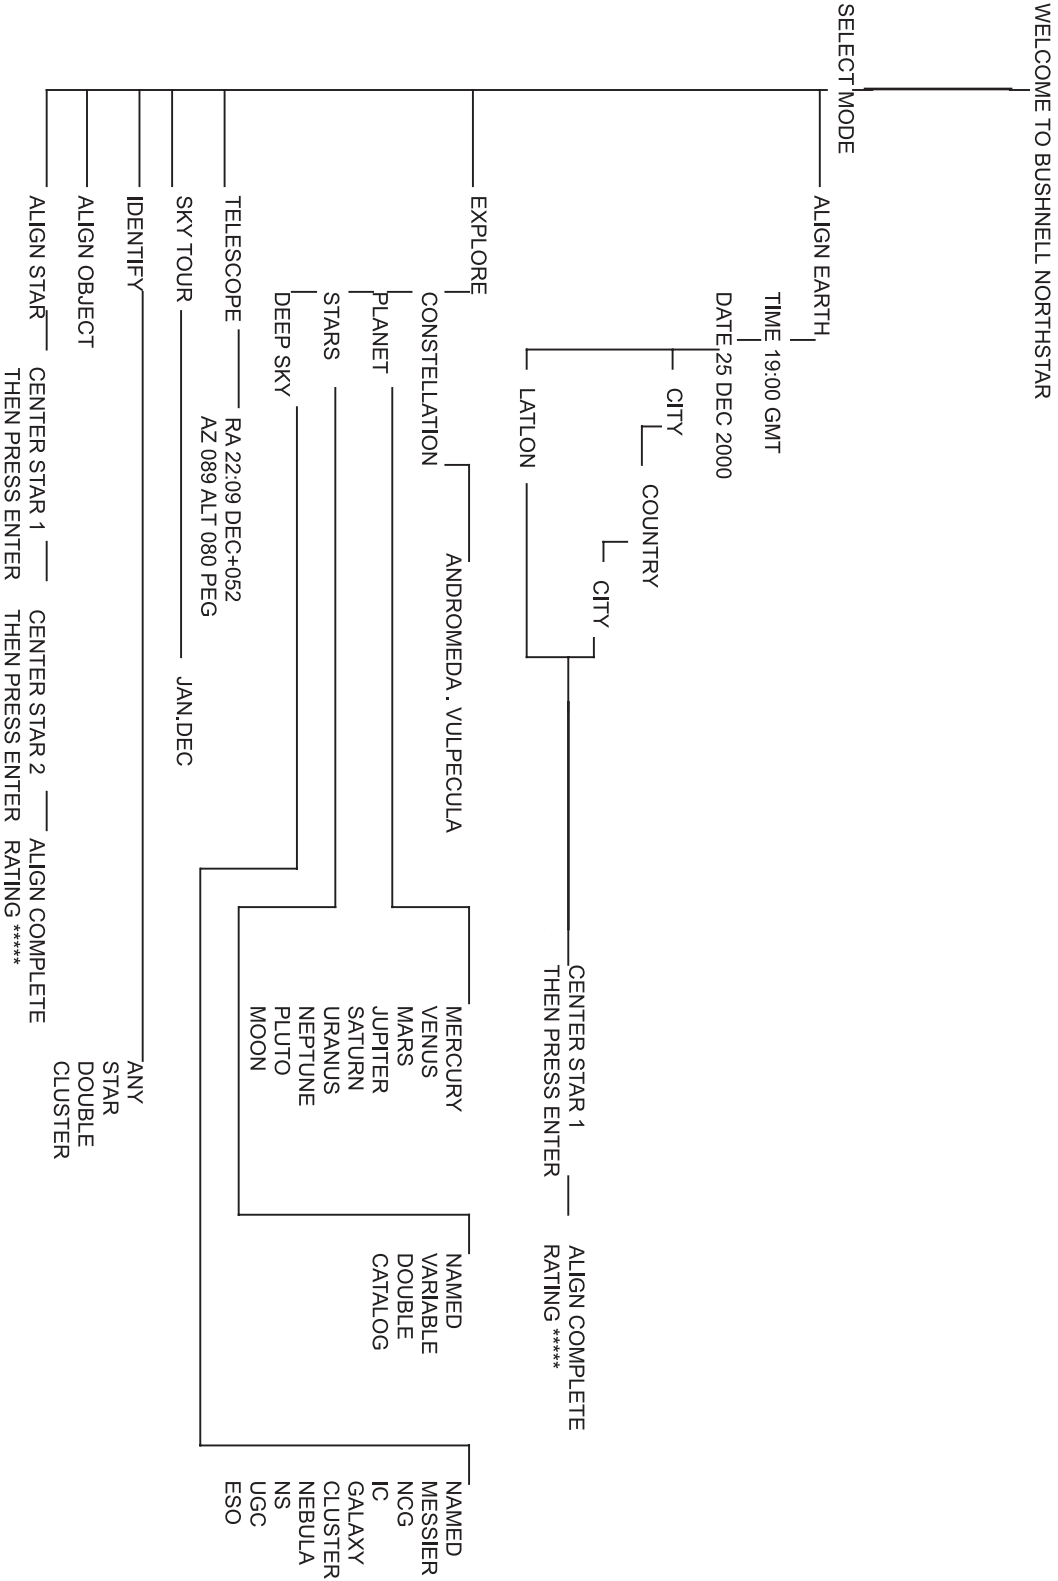 WELCOME TO BUSHNELL NORTHSTAR
SELECT MODE
ALIGN EARTH
TIME 19:00 GMT
DATE 25 DEC 2000
CITY
COUNTRY
CITY
LATLON
CENTER STAR 1
THEN PRESS ENTER
ALIGN COMPLETE
RATING *****
EXPLORE
CONSTELLATION
ANDROMEDA . VULPECULA
PLANET
MERCURY
VENUS
MARS
JUPITER
SATURN
URANUS
NEPTUNE
PLUTO
MOON
STARS
NAMED
VARIABLE
DOUBLE
CATALOG
DEEP SKY
NAMED
MESSIER
NCG
IC
GALAXY
CLUSTER
NEBULA
NS
UGC
ESO
TELESCOPE
RA 22:09 DEC+052
AZ 089 ALT 080 PEG
SKY TOUR
JAN.DEC
IDENTIFY
ANY
STAR
DOUBLE
CLUSTER
ALIGN OBJECT
ALIGN STAR
CENTER STAR 1
THEN PRESS ENTER
CENTER STAR 2
THEN PRESS ENTER
ALIGN COMPLETE
RATING *****